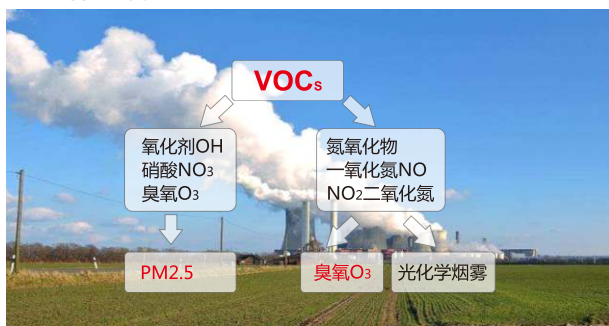 VOCs
氧化剂OH
硝酸NO3
臭氧O3
氮氧化物
一氧化氮NO
NO2二氧化氮
PM2.5
臭氧O3
光化学烟雾